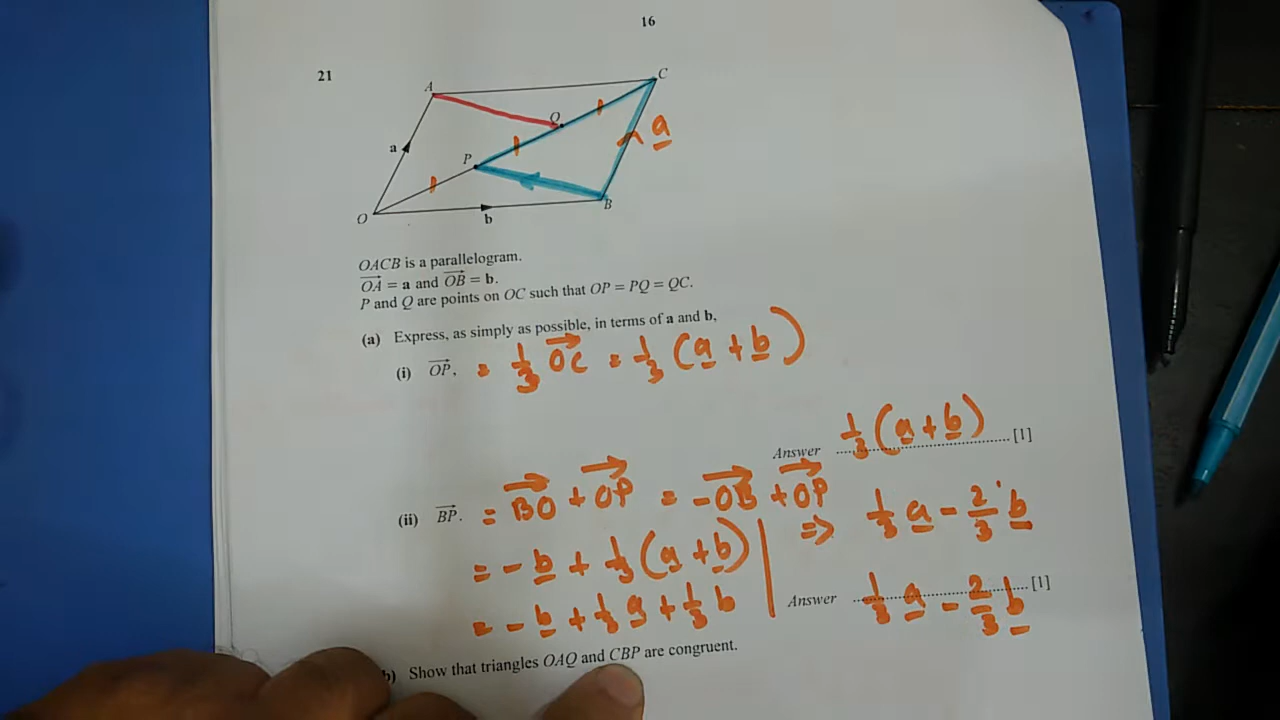 16
21
A
C
Q
a
a
P
O
b
B
OACB is a parallelogram.
OA = a and OB = b.
P and Q are points on OC such that OP = PQ = QC.
(a) Express, as simply as possible, in terms of a and b,
(i) OP, = 1/3 OC = 1/3 (a + b)
Answer 1/3 (a + b) [1]
(ii) BP. = BO + OP = -OB + OP
= - b + 1/3 (a + b) => 1/3 a - 2/3 b
= - b + 1/3 a + 1/3 b
Answer 1/3 a - 2/3 b [1]
b) Show that triangles OAQ and CBP are congruent.